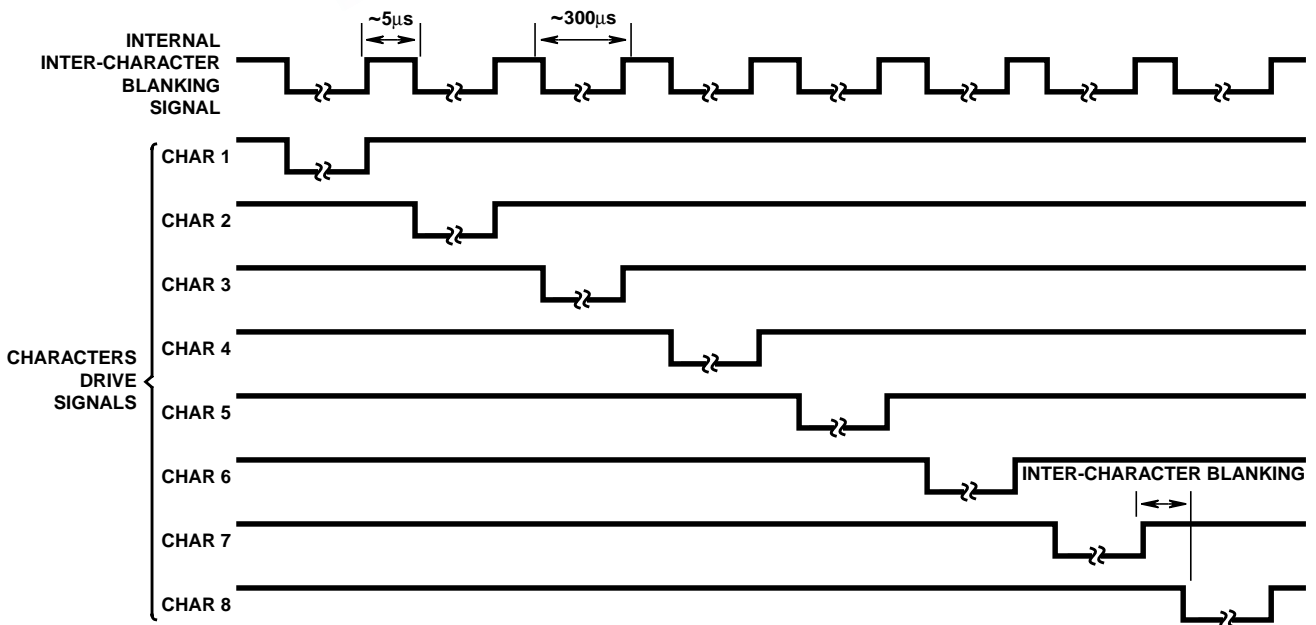 ~5μs
~300μs
INTERNAL
INTER-CHARACTER
BLANKING
SIGNAL
CHAR 1
CHAR 2
CHAR 3
CHAR 4
CHARACTERS
DRIVE
SIGNALS
CHAR 5
CHAR 6
INTER-CHARACTER BLANKING
CHAR 7
CHAR 8